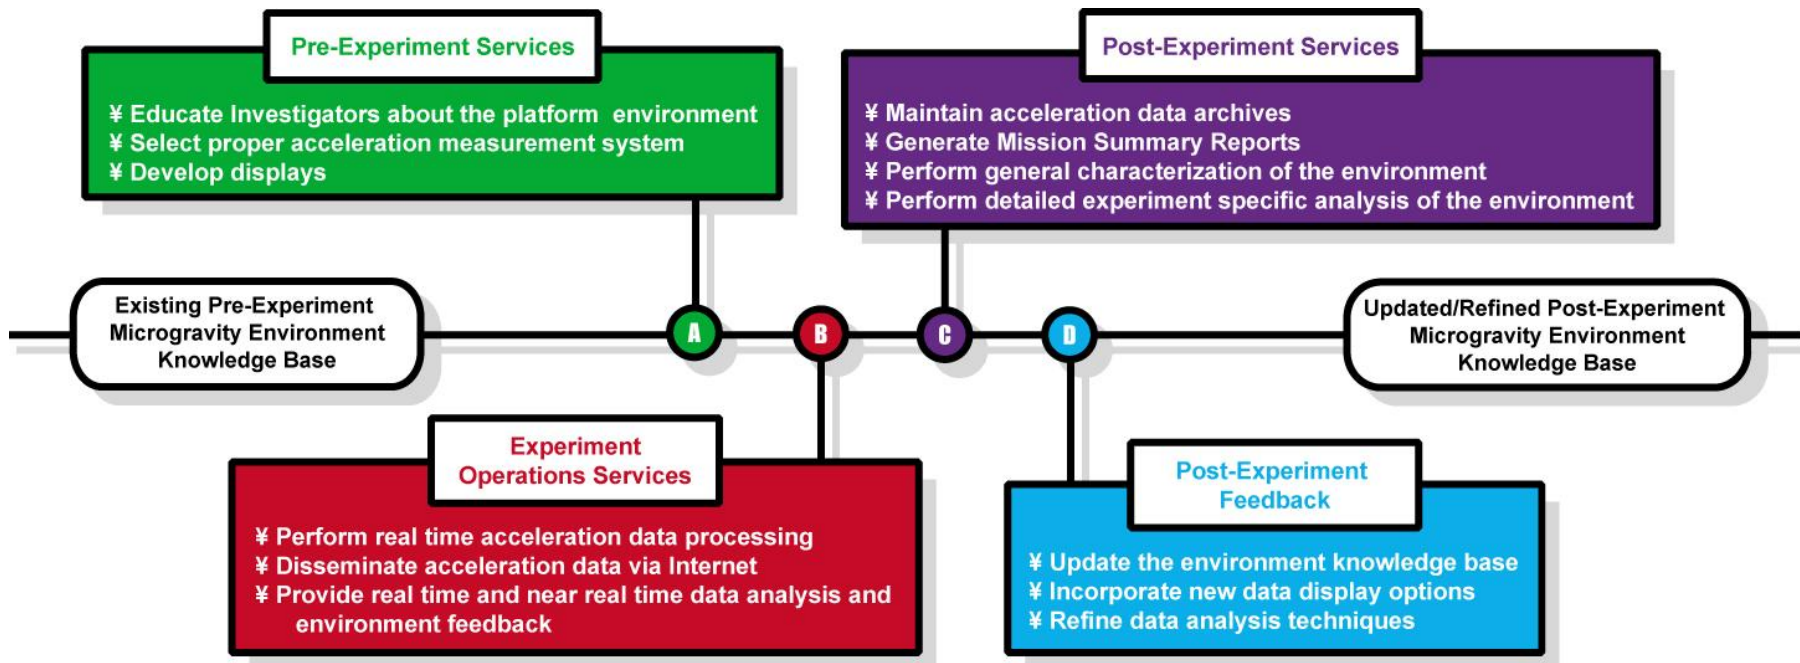 Pre-Experiment Services
¥ Educate Investigators about the platform environment
¥ Select proper acceleration measurement system
¥ Develop displays
Post-Experiment Services
¥ Maintain acceleration data archives
¥ Generate Mission Summary Reports
¥ Perform general characterization of the environment
¥ Perform detailed experiment specific analysis of the environment
Existing Pre-Experiment
Microgravity Environment
Knowledge Base
A
B
C
D
Updated/Refined Post-Experiment
Microgravity Environment
Knowledge Base
Experiment
Operations Services
¥ Perform real time acceleration data processing
¥ Disseminate acceleration data via Internet
¥ Provide real time and near real time data analysis and
environment feedback
Post-Experiment
Feedback
¥ Update the environment knowledge base
¥ Incorporate new data display options
¥ Refine data analysis techniques